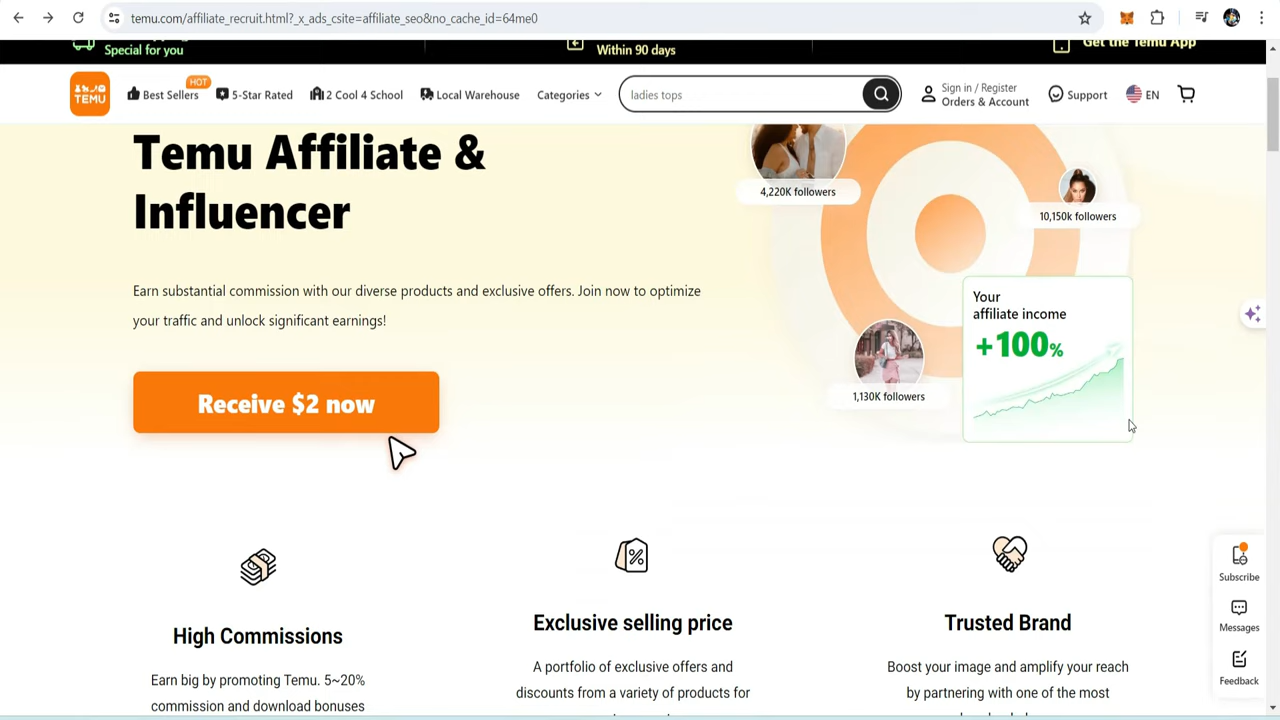 temu.com/affiliate_recruit.html?_x_ads_csite=affiliate_seo&no_cache_id=64me0
Special for you
Within 90 days
Get the Temu App
TEMU
Best Sellers
HOT
5-Star Rated
2 Cool 4 School
Local Warehouse
Categories
ladies tops
Sign in / Register
Orders & Account
Support
EN
Temu Affiliate &
Influencer
4,220K followers
10,150k followers
Earn substantial commission with our diverse products and exclusive offers. Join now to optimize
your traffic and unlock significant earnings!
Your
affiliate income
+100%
1,130K followers
Receive $2 now
High Commissions
Earn big by promoting Temu. 5~20%
commission and download bonuses
Exclusive selling price
A portfolio of exclusive offers and
discounts from a variety of products for
Trusted Brand
Boost your image and amplify your reach
by partnering with one of the most
Subscribe
Messages
Feedback